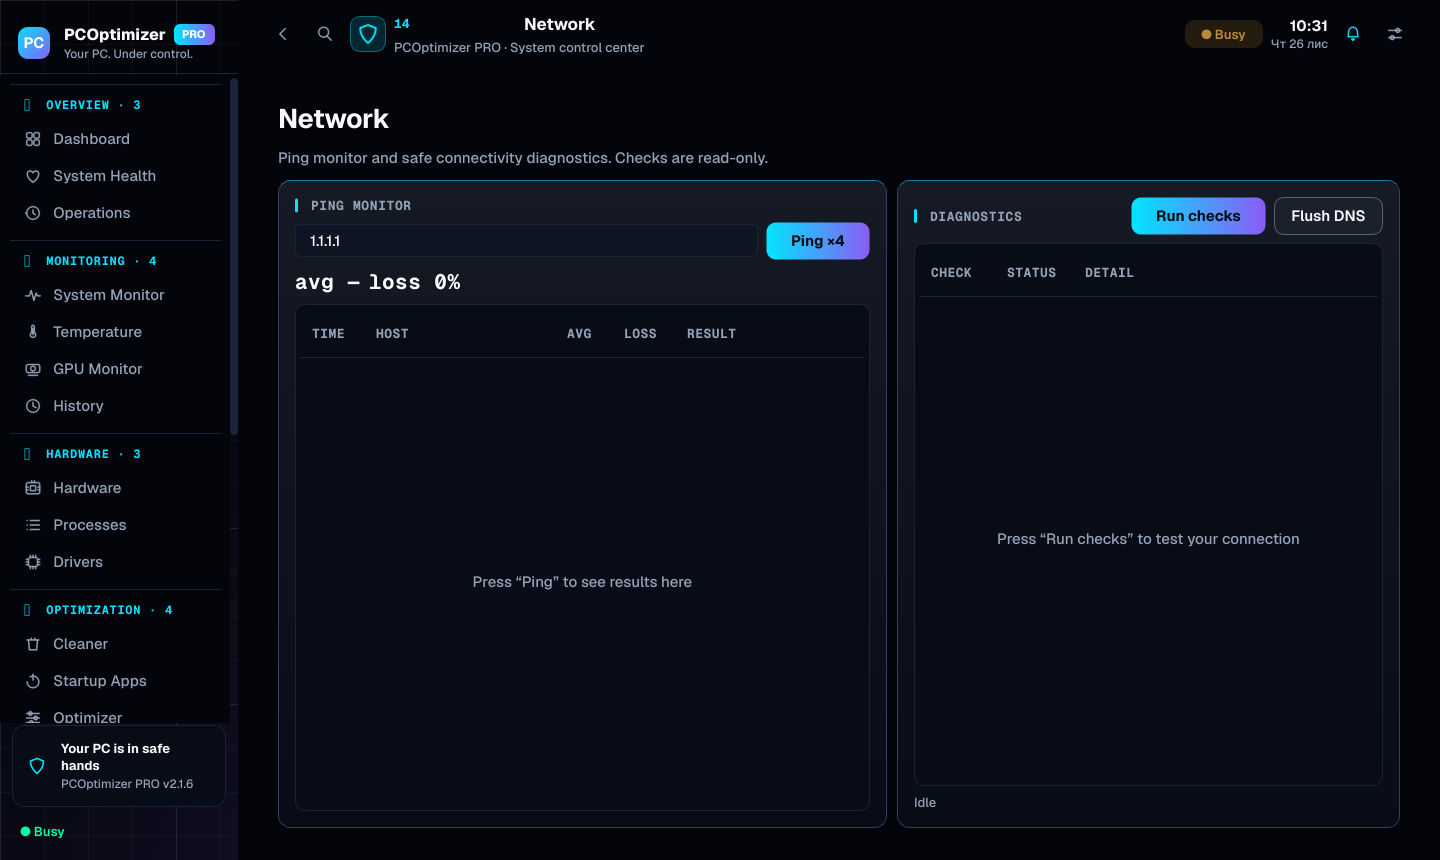 PC
PCOptimizer
PRO
Your PC. Under control.
OVERVIEW · 3
Dashboard
System Health
Operations
MONITORING · 4
System Monitor
Temperature
GPU Monitor
History
HARDWARE · 3
Hardware
Processes
Drivers
OPTIMIZATION · 4
Cleaner
Startup Apps
Optimizer
Your PC is in safe
hands
PCOptimizer PRO v2.1.6
Busy
14
Network
PCOptimizer PRO · System control center
Busy
10:31
Чт 26 лис
Network
Ping monitor and safe connectivity diagnostics. Checks are read-only.
PING MONITOR
1.1.1.1
Ping ×4
avg — loss 0%
TIME HOST AVG LOSS RESULT
Press “Ping” to see results here
DIAGNOSTICS
Run checks
Flush DNS
CHECK STATUS DETAIL
Press “Run checks” to test your connection
Idle